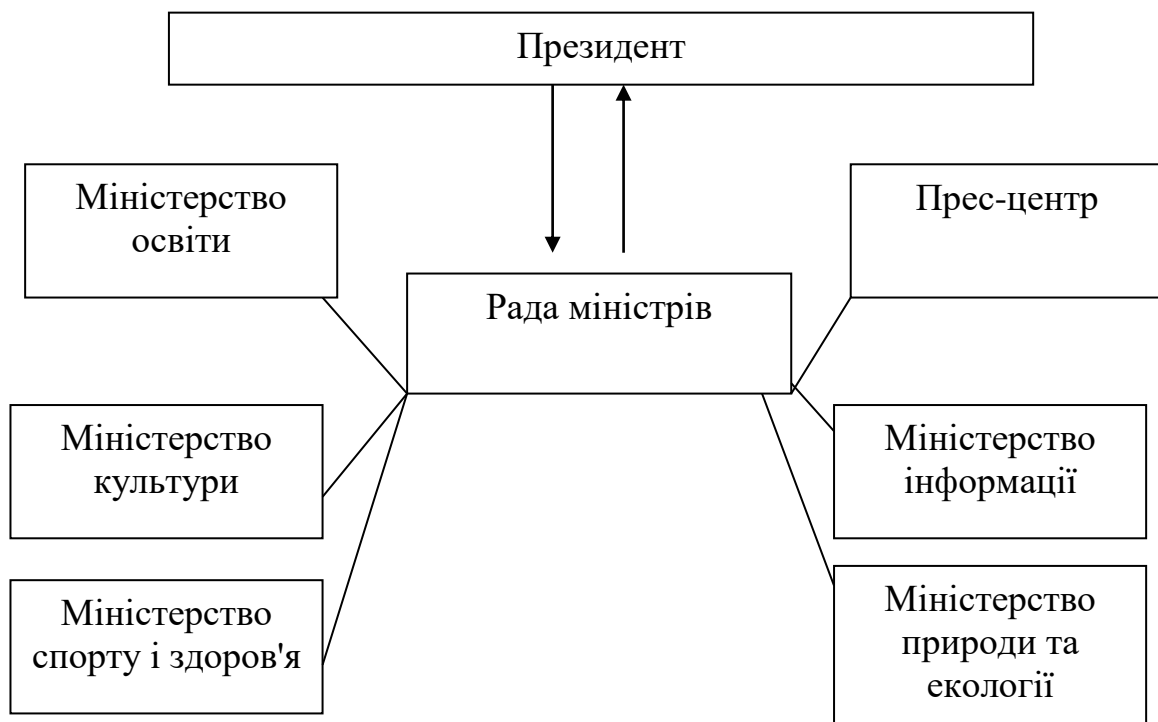 Президент
Міністерство
освіти
Прес-центр
Рада міністрів
Міністерство
культури
Міністерство
інформації
Міністерство
спорту і здоров'я
Міністерство
природи та
екології